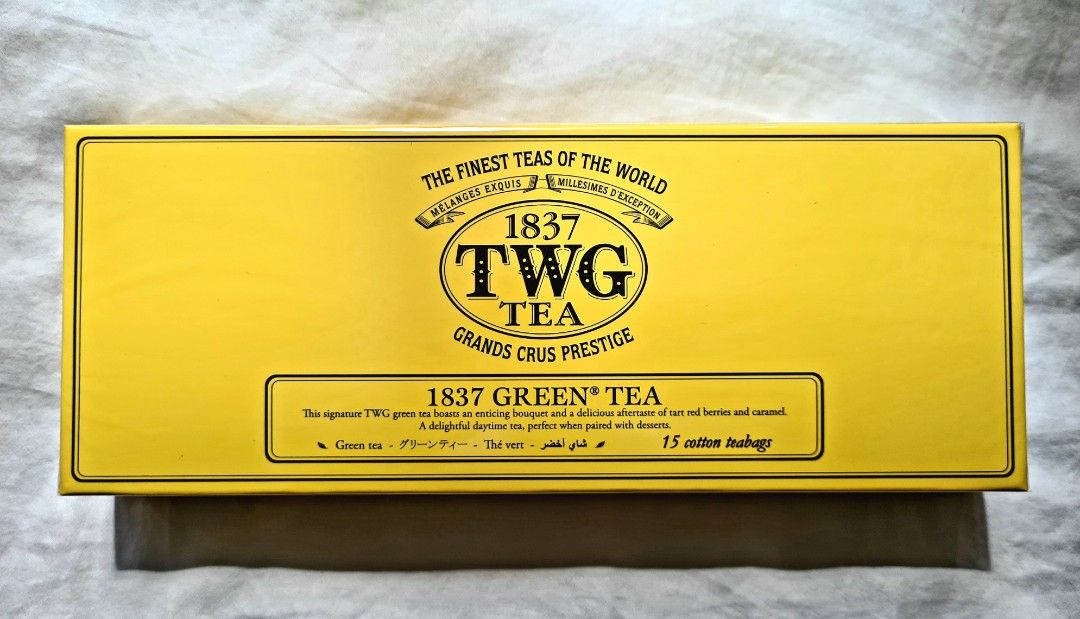 THE FINEST TEAS OF THE WORLD
MÉLANGES EXQUIS MILLESIMES D'EXCEPTION
1837
TWG
TEA
GRANDS CRUS PRESTIGE
1837 GREEN® TEA
This signature TWG green tea boasts an enticing bouquet and a delicious aftertaste of tart red berries and caramel.
A delightful daytime tea, perfect when paired with desserts.
Green tea - グリーンティー - Thé vert - شاي أخضر 15 cotton teabags